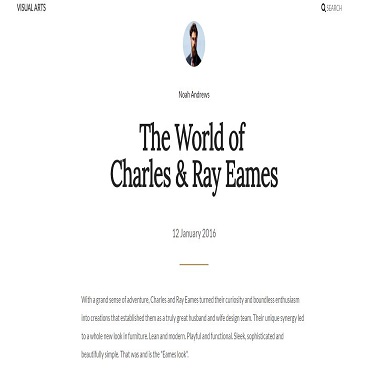 VISUAL ARTS
SEARCH
Noah Andrews
The World of
Charles & Ray Eames
12 January 2016
With a grand sense of adventure, Charles and Ray Eames turned their curiosity and boundless enthusiasm
into creations that established them as a truly great husband and wife design team. Their unique synergy led
to a whole new look in furniture. Lean and modern. Playful and functional. Sleek, sophisticated and
beautifully simple. That was and is the "Eames look".